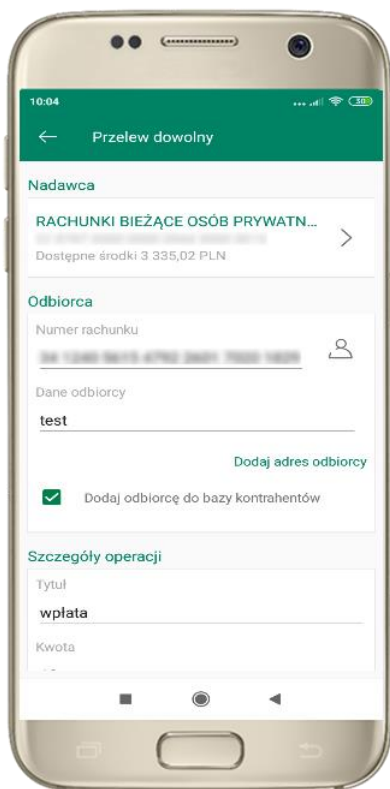 10:04
30
Przelew dowolny
Nadawca
RACHUNKI BIEŻĄCE OSÓB PRYWATN...
Dostępne środki 3 335,02 PLN
Odbiorca
Numer rachunku
Dane odbiorcy
test
Dodaj adres odbiorcy
Dodaj odbiorcę do bazy kontrahentów
Szczegóły operacji
Tytuł
wpłata
Kwota